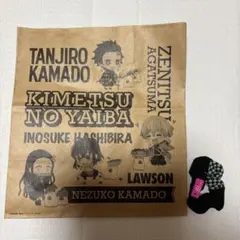 TANJIRO
KAMADO
ZENITSU
AGATSUMA
KIMETSU
NO YAIBA
INOSUKE HASHIBIRA
LAWSON
NEZUKO KAMADO